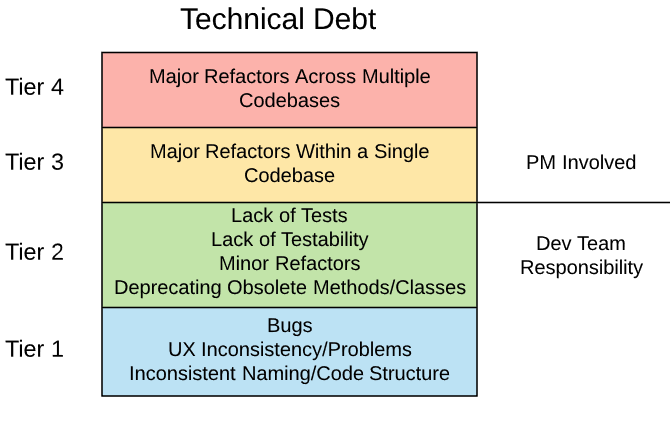 Technical Debt
Tier 4
Major Refactors Across Multiple
Codebases
Tier 3
Major Refactors Within a Single
Codebase
PM Involved
Tier 2
Lack of Tests
Lack of Testability
Minor Refactors
Deprecating Obsolete Methods/Classes
Dev Team
Responsibility
Tier 1
Bugs
UX Inconsistency/Problems
Inconsistent Naming/Code Structure